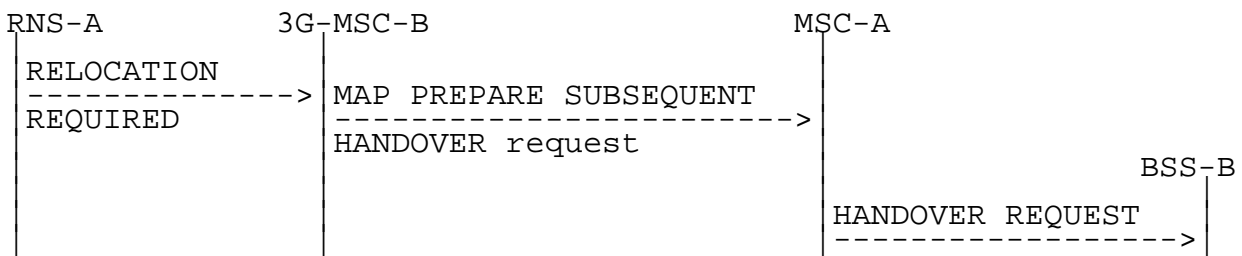 RNS-A 3G-MSC-B MSC-A
RELOCATION
REQUIRED
MAP PREPARE SUBSEQUENT
HANDOVER request
BSS-B
HANDOVER REQUEST